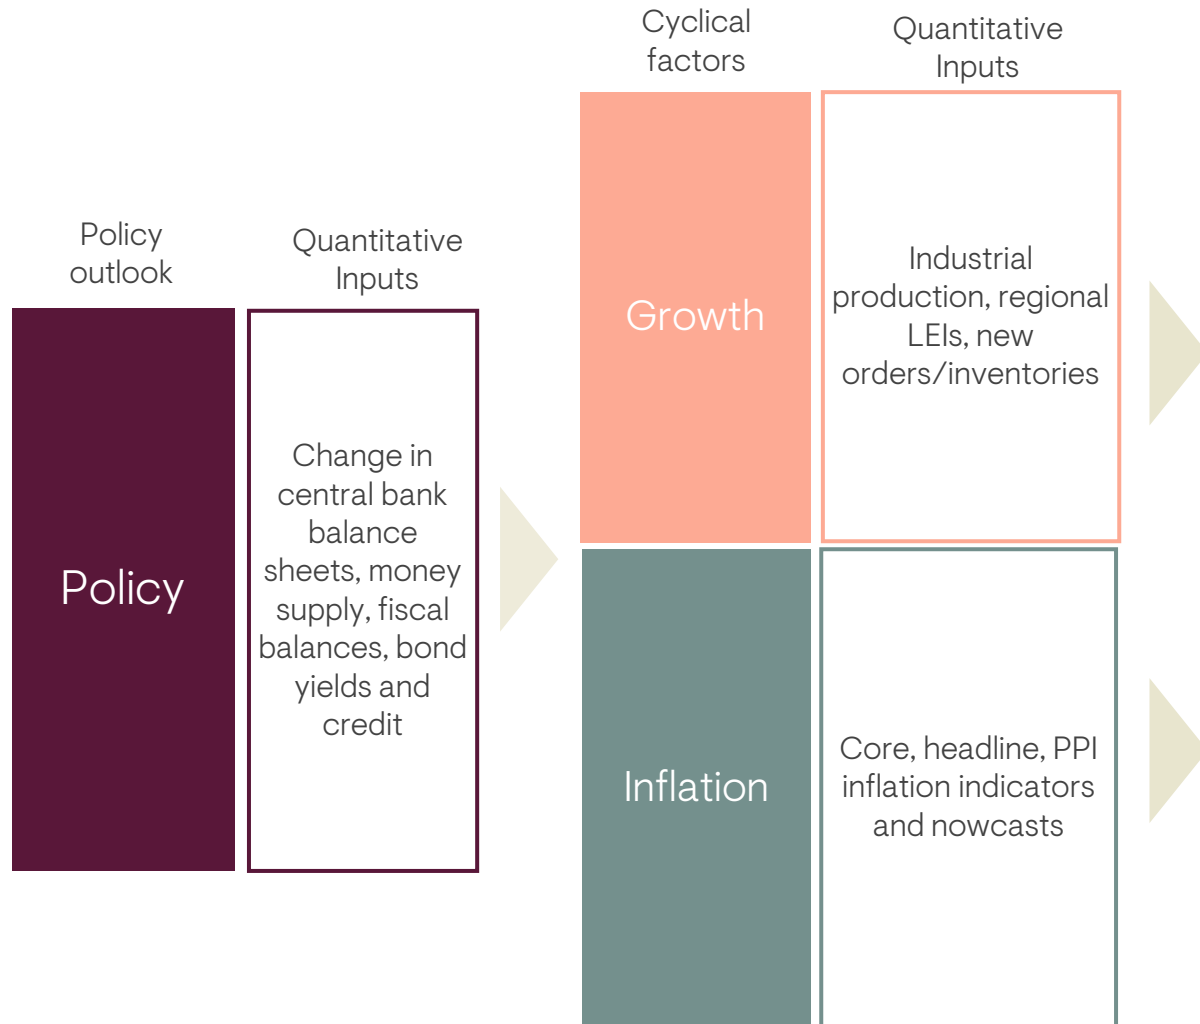 Policy
outlook
Quantitative
Inputs
Policy
Change in
central bank
balance
sheets, money
supply, fiscal
balances, bond
yields and
credit
Cyclical
factors
Quantitative
Inputs
Growth
Industrial
production, regional
LEIs, new
orders/inventories
Inflation
Core, headline, PPI
inflation indicators
and nowcasts